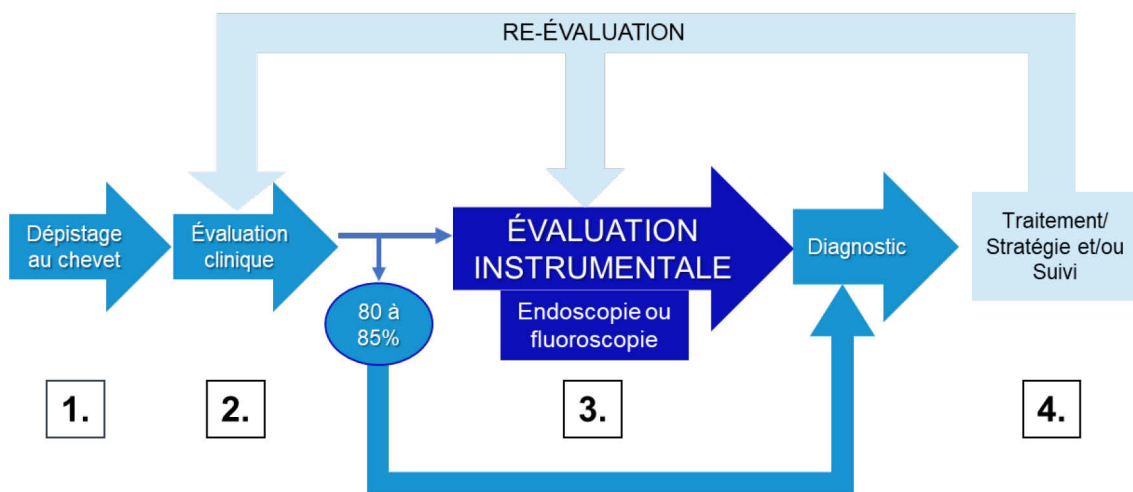 RE-ÉVALUATION
Dépistage
au chevet
Évaluation
clinique
80 à
85%
ÉVALUATION
INSTRUMENTALE
Endoscopie ou
fluoroscopie
Diagnostic
Traitement/
Stratégie et/ou
Suivi
1.
2.
3.
4.